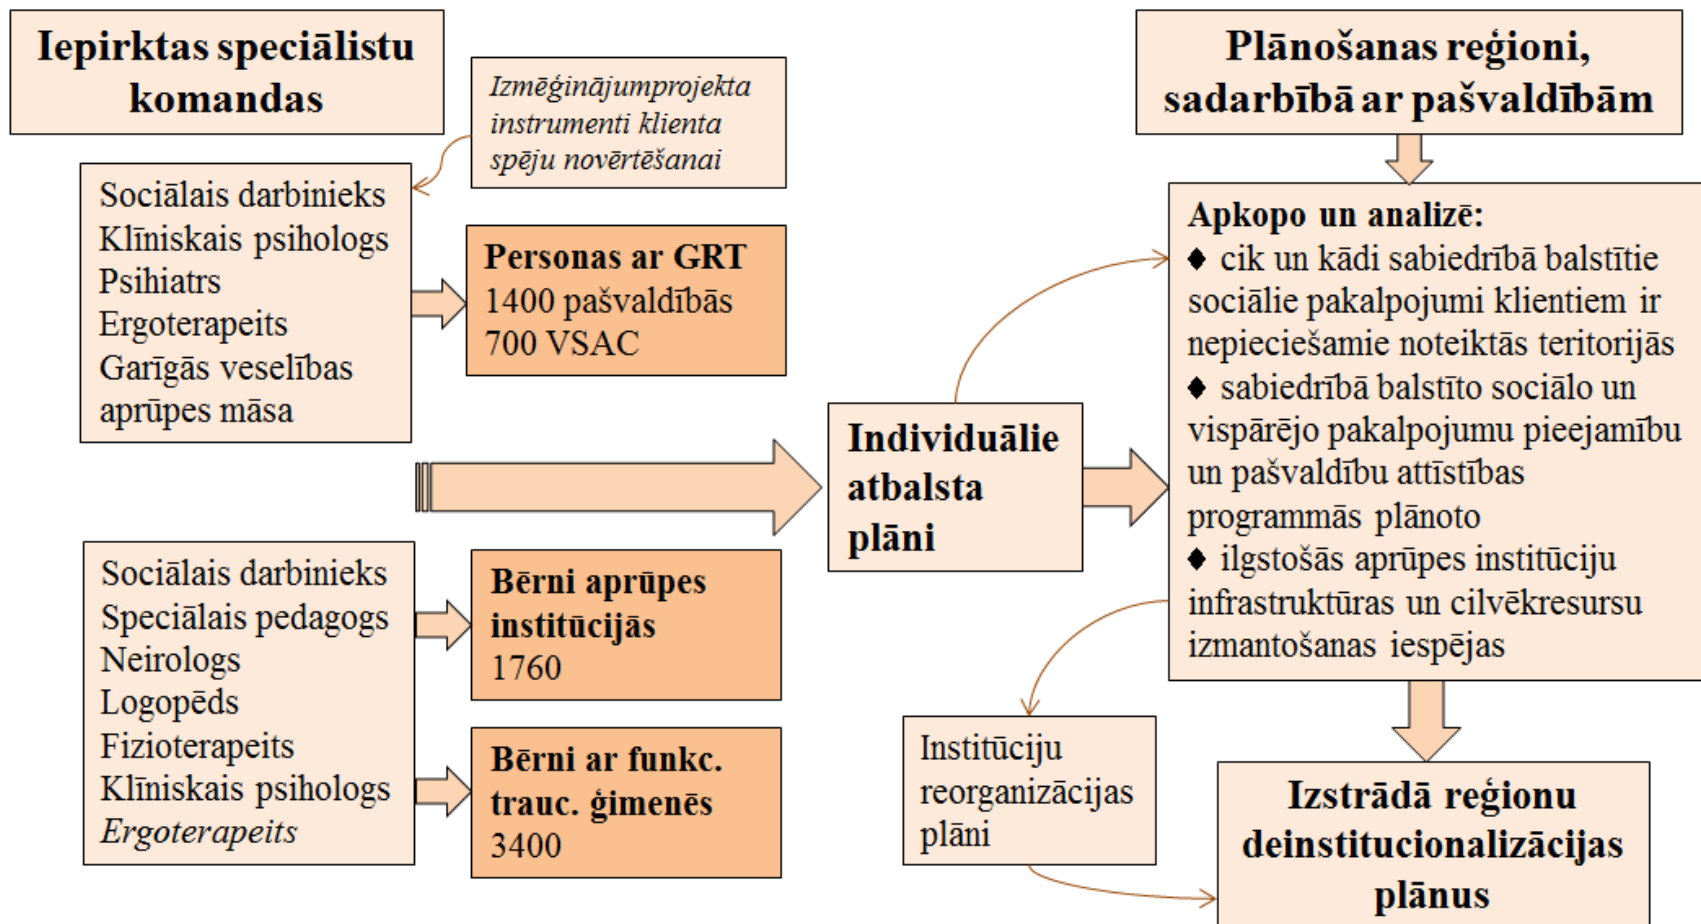 Iepirktas speciālistu
komandas
Izmēģinājumprojekta
instrumenti klienta
spēju novērtēšanai
Sociālais darbinieks
Klīniskais psihologs
Psihiatrs
Ergoterapeits
Garīgās veselības
aprūpes māsa
Personas ar GRT
1400 pašvaldībās
700 VSAC
Sociālais darbinieks
Speciālais pedagogs
Neirologs
Logopēds
Fizioterapeits
Klīniskais psihologs
Ergoterapeits
Bērni aprūpes
institūcijās
1760
Bērni ar funkc.
trauc. ģimenēs
3400
Individuālie
atbalsta
plāni
Plānošanas reģioni,
sadarbībā ar pašvaldībām
Apkopo un analizē:
♦ cik un kādi sabiedrībā balstītie
sociālie pakalpojumi klientiem ir
nepieciešamie noteiktās teritorijās
♦ sabiedrībā balstīto sociālo un
vispārējo pakalpojumu pieejamību
un pašvaldību attīstības
programmās plānoto
♦ ilgstošās aprūpes institūciju
infrastruktūras un cilvēkresursu
izmantošanas iespējas
Institūciju
reorganizācijas
plāni
Izstrādā reģionu
deinstitucionalizācijas
plānus